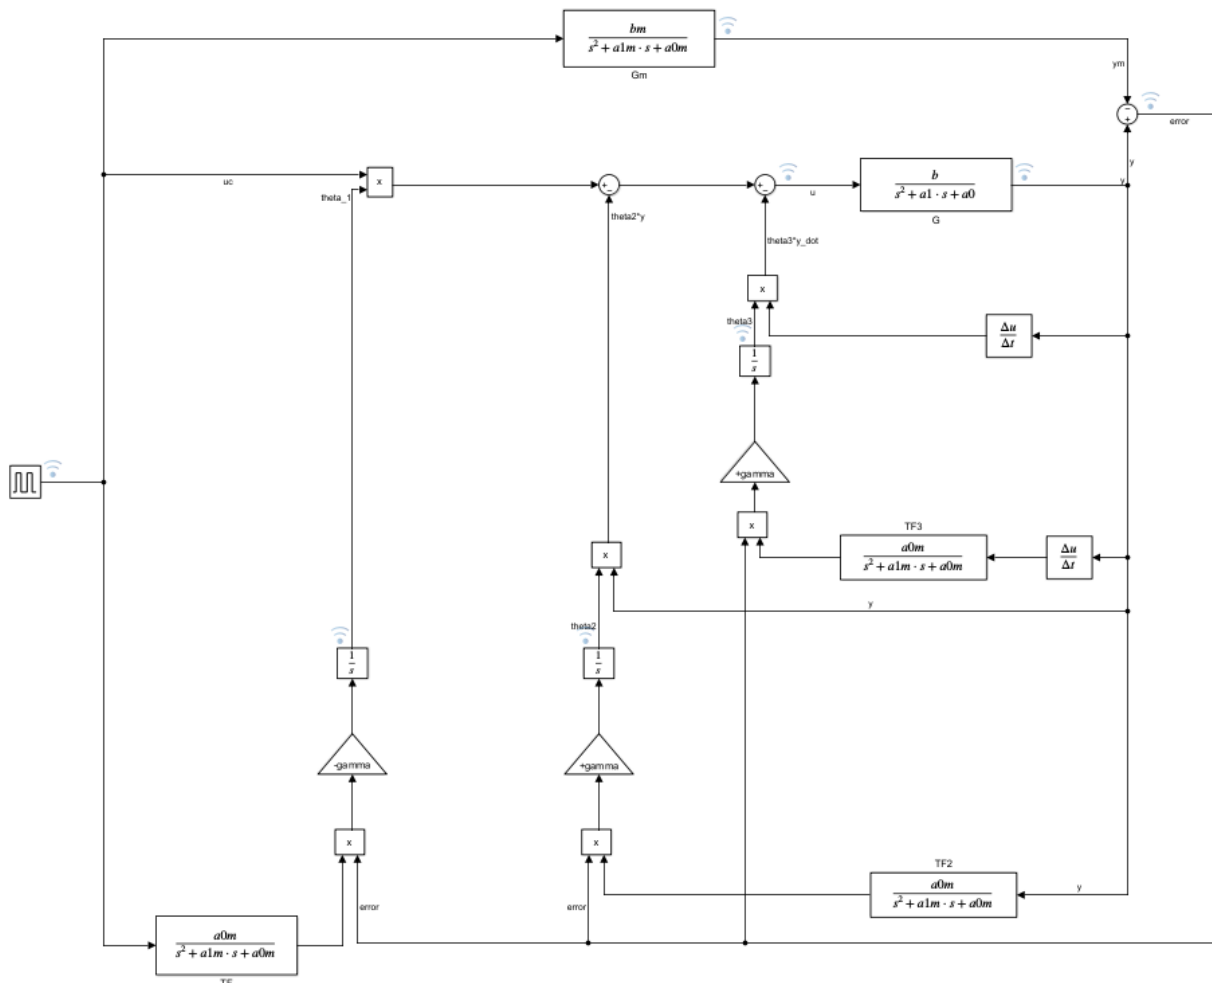 bm
s² + a1m · s + a0m
Gm
ym
− +
error
uc
x
theta_1
+ −
+ −
u
b
s² + a1 · s + a0
G
y
y
theta2*y
theta3*y_dot
x
theta3
Δu
Δt
1
s
+gamma
x
TF3
a0m
s² + a1m · s + a0m
Δu
Δt
x
y
theta2
1
s
1
s
-gamma
+gamma
x
x
TF2
a0m
s² + a1m · s + a0m
y
error
error
a0m
s² + a1m · s + a0m